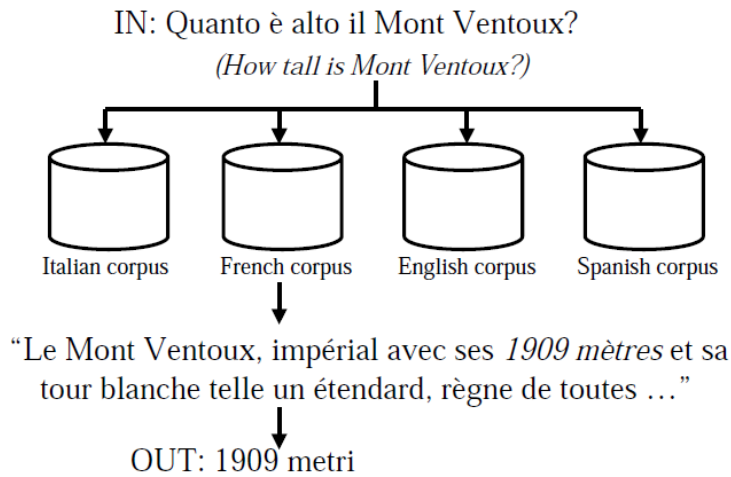 IN: Quanto è alto il Mont Ventoux?
(How tall is Mont Ventoux?)
Italian corpus French corpus English corpus Spanish corpus
“Le Mont Ventoux, impérial avec ses 1909 mètres et sa
tour blanche telle un étendard, règne de toutes …”
OUT: 1909 metri